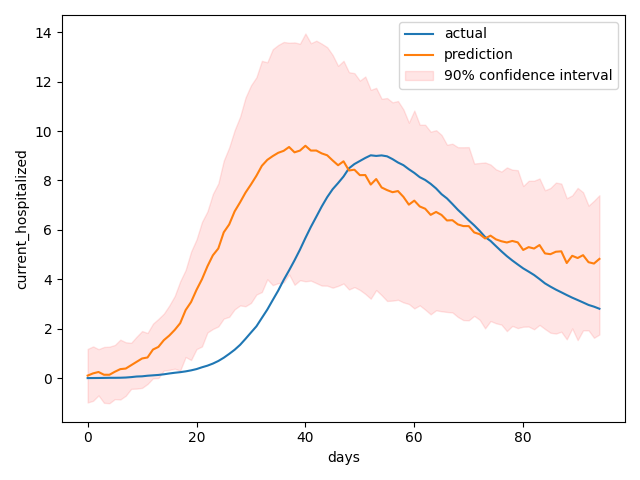 actual
prediction
90% confidence interval
14
12
10
8
6
4
2
0
current_hospitalized
0 20 40 60 80
days